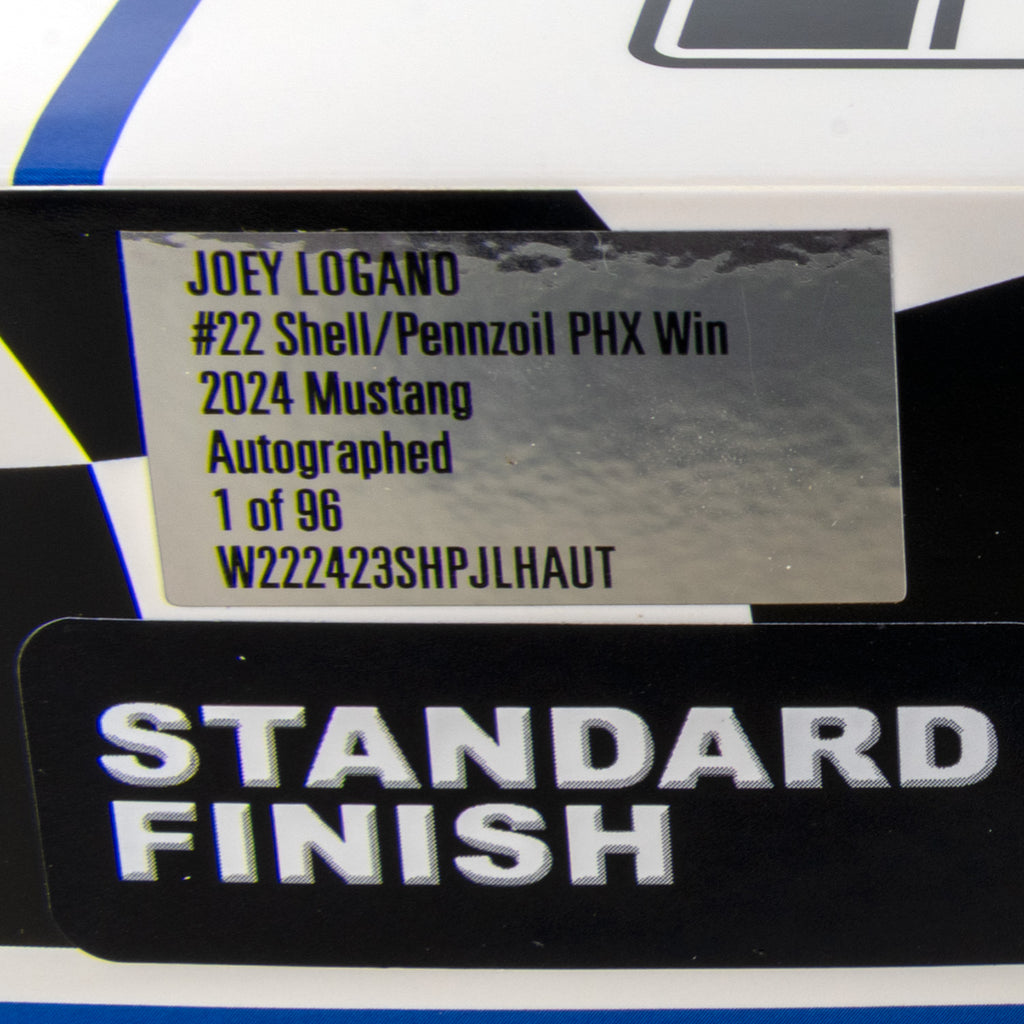 JOEY LOGANO
#22 Shell/Pennzoil PHX Win
2024 Mustang
Autographed
1 of 96
W222423SHPJLHAUT
STANDARD
FINISH